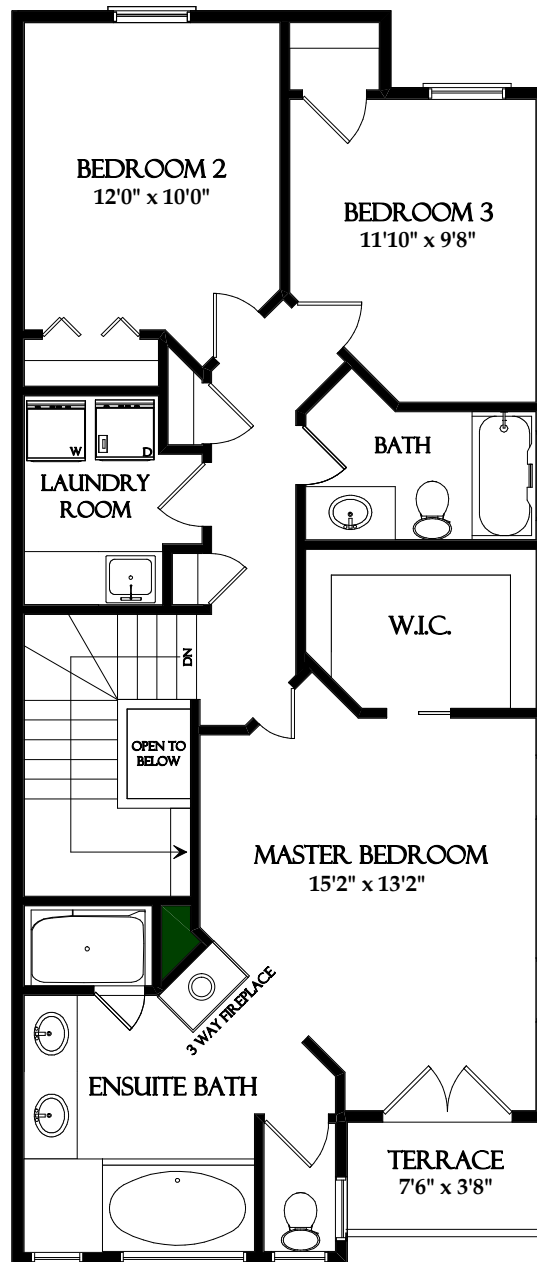 BEDROOM 2
12'0" x 10'0"
BEDROOM 3
11'10" x 9'8"
W
D
LAUNDRY
ROOM
BATH
W.I.C.
DN
OPEN TO
BELOW
MASTER BEDROOM
15'2" x 13'2"
3 WAY FIREPLACE
ENSUITE BATH
TERRACE
7'6" x 3'8"